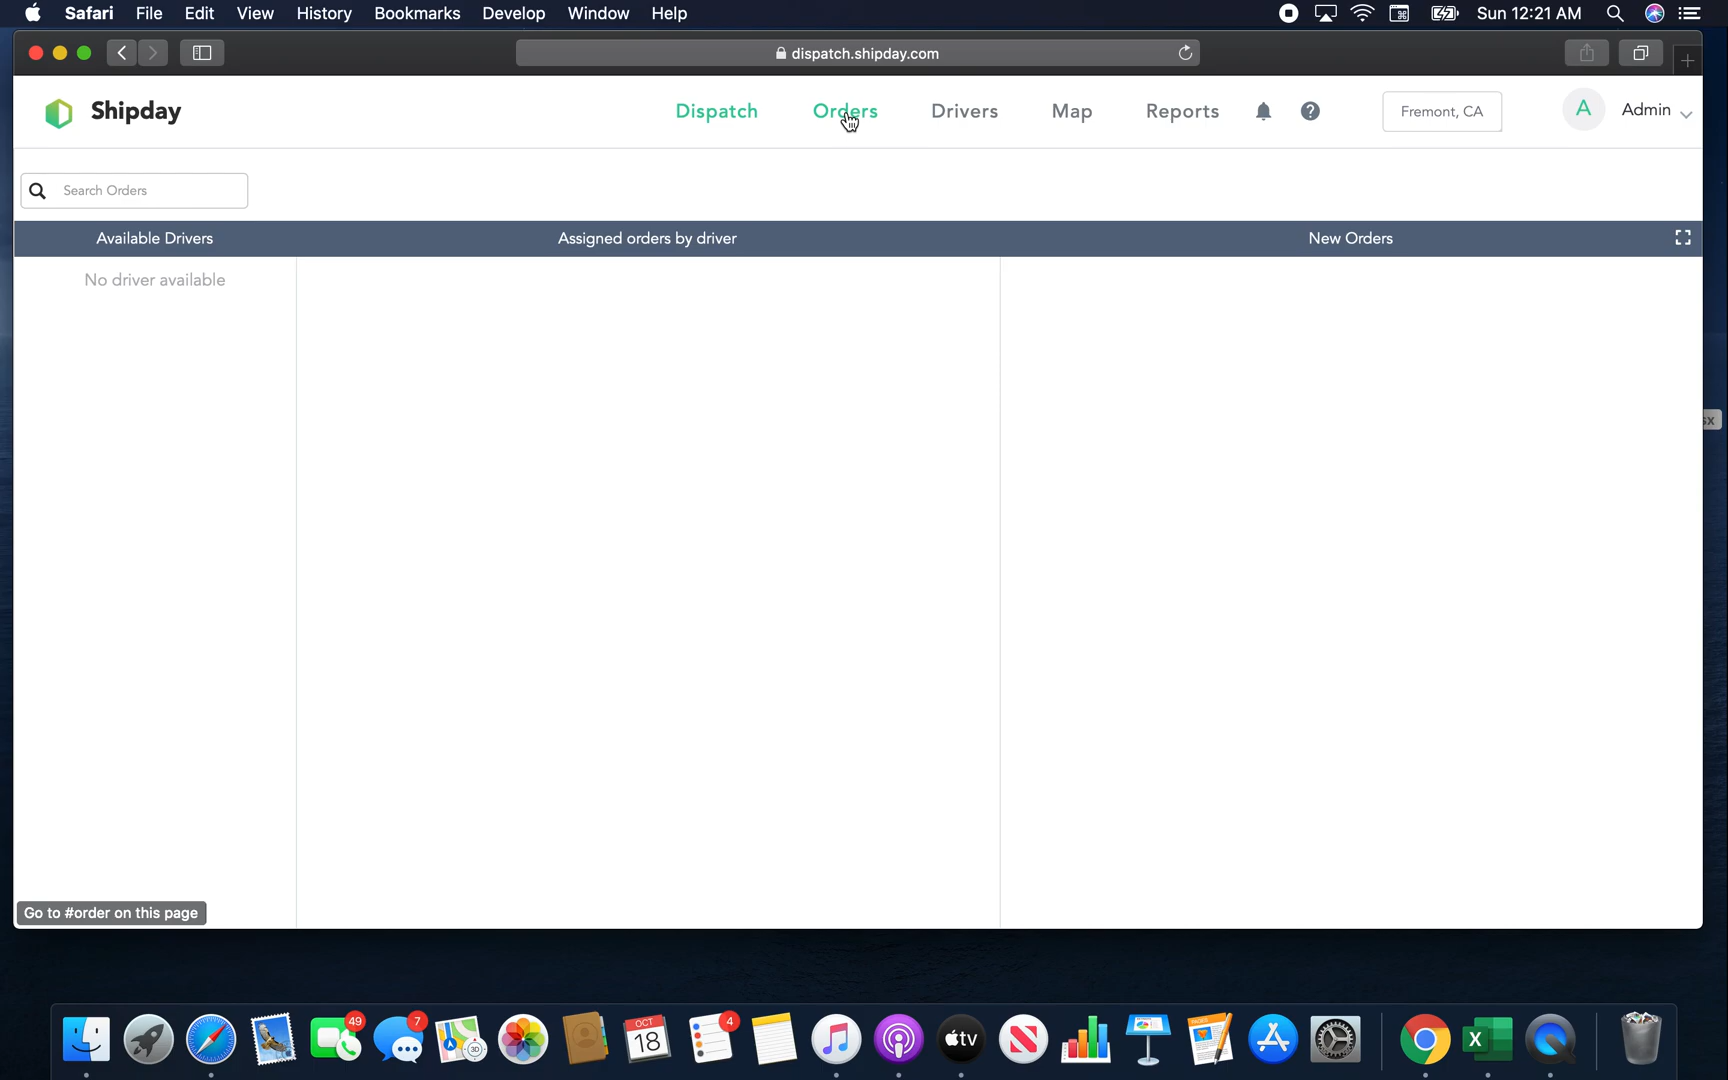 Safari File Edit View History Bookmarks Develop Window Help Sun 12:21 AM
dispatch.shipday.com
Shipday Dispatch Orders Drivers Map Reports Fremont, CA A Admin
Search Orders
Available Drivers Assigned orders by driver New Orders
No driver available
sx
Go to #order on this page
49 7 3D OCT 18 4 tv X